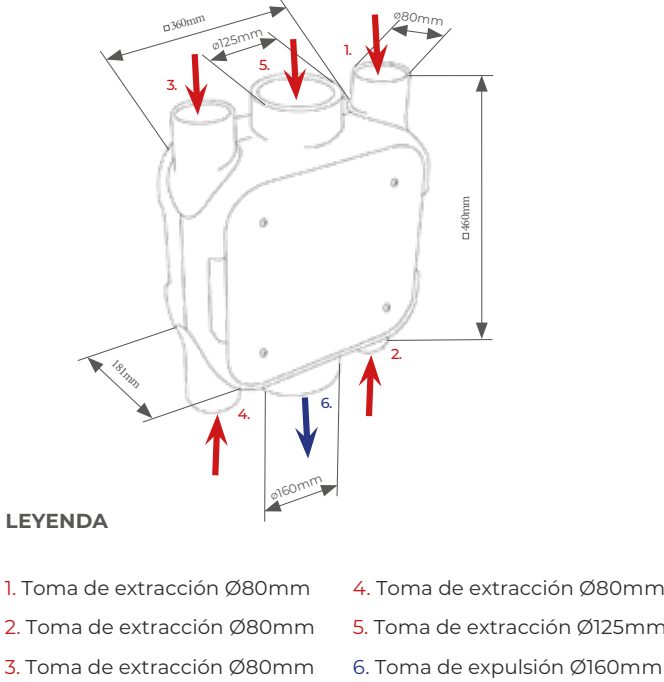 □360mm
ø80mm
ø125mm
1.
5.
3.
□460mm
181mm
2.
6.
4.
ø160mm
LEYENDA
1. Toma de extracción Ø80mm
2. Toma de extracción Ø80mm
3. Toma de extracción Ø80mm
4. Toma de extracción Ø80mm
5. Toma de extracción Ø125mm
6. Toma de expulsión Ø160mm